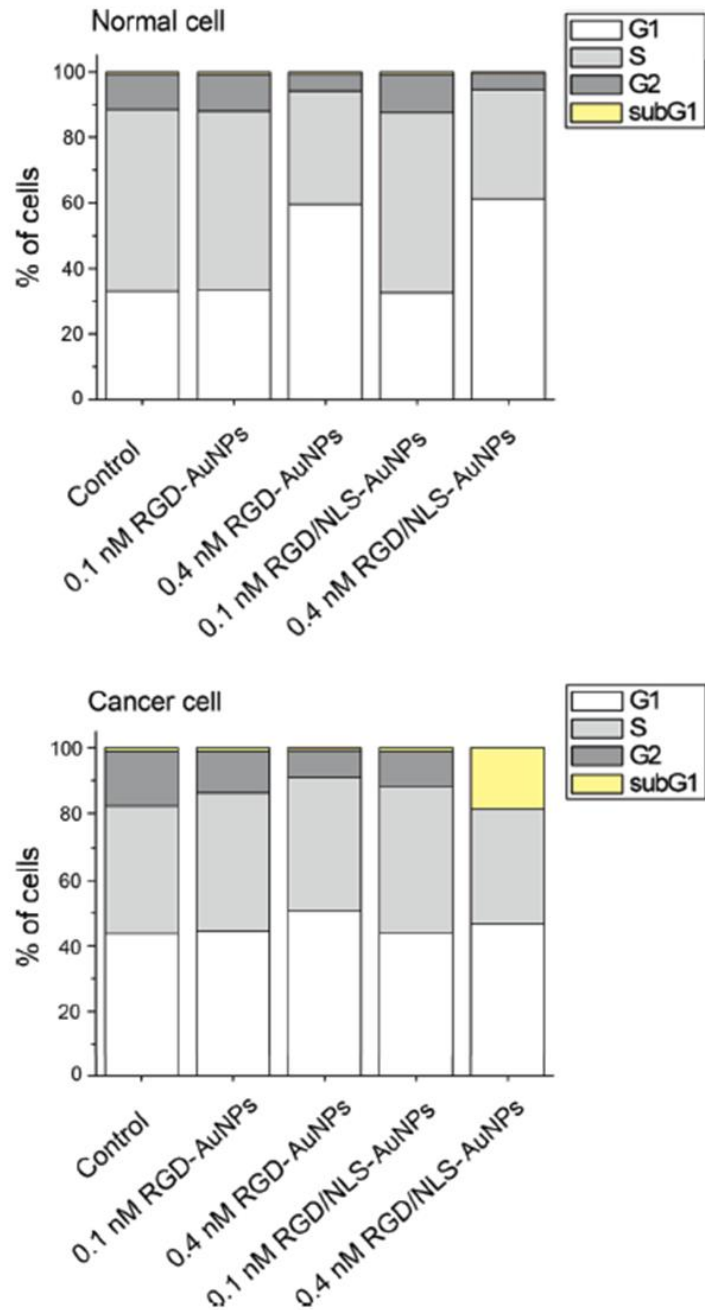 Normal cell
G1
S
G2
subG1
100
80
60
40
20
0
% of cells
Control
0.1 nM RGD-AuNPs
0.4 nM RGD-AuNPs
0.1 nM RGD/NLS-AuNPs
0.4 nM RGD/NLS-AuNPs
Cancer cell
G1
S
G2
subG1
100
80
60
40
20
0
% of cells
Control
0.1 nM RGD-AuNPs
0.4 nM RGD-AuNPs
0.1 nM RGD/NLS-AuNPs
0.4 nM RGD/NLS-AuNPs